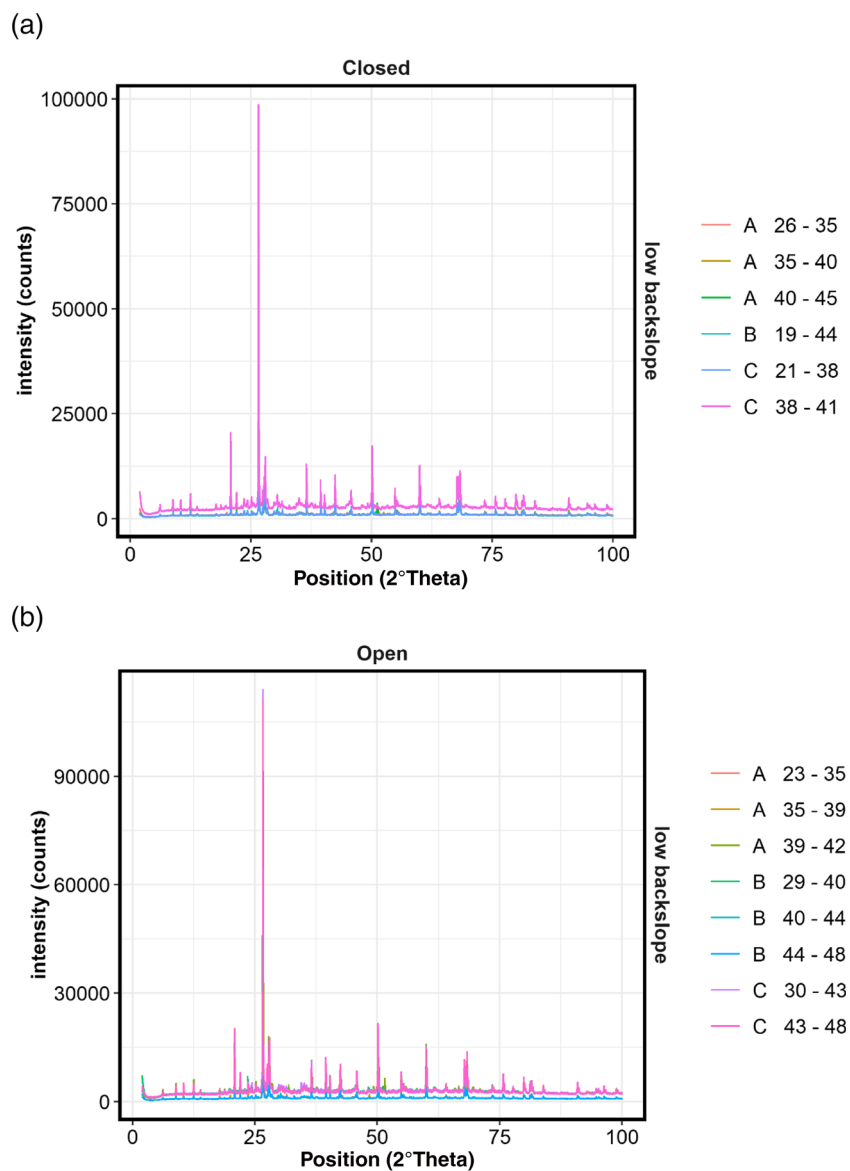 (a)
Closed
100000
75000
50000
25000
0
0 25 50 75 100
Position (2°Theta)
intensity (counts)
low backslope
A 26 - 35
A 35 - 40
A 40 - 45
B 19 - 44
C 21 - 38
C 38 - 41
(b)
Open
90000
60000
30000
0
0 25 50 75 100
Position (2°Theta)
intensity (counts)
low backslope
A 23 - 35
A 35 - 39
A 39 - 42
B 29 - 40
B 40 - 44
B 44 - 48
C 30 - 43
C 43 - 48